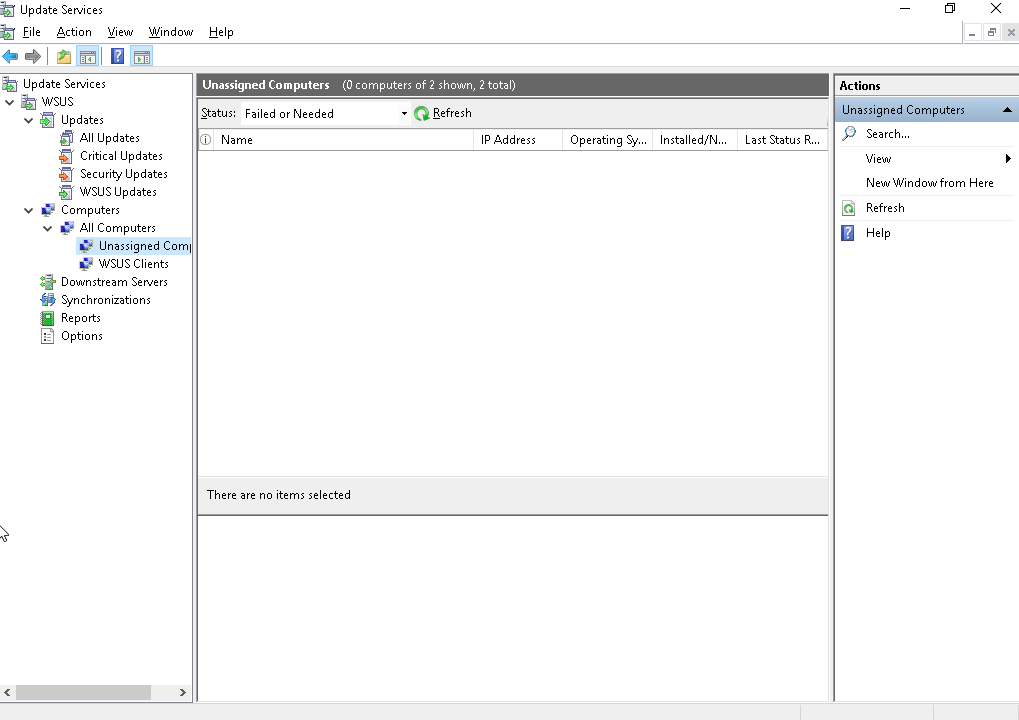 Update Services
File Action View Window Help
Update Services
WSUS
Updates
All Updates
Critical Updates
Security Updates
WSUS Updates
Computers
All Computers
Unassigned Comp
WSUS Clients
Downstream Servers
Synchronizations
Reports
Options
Unassigned Computers (0 computers of 2 shown, 2 total)
Status: Failed or Needed Refresh
Name IP Address Operating Sy... Installed/N... Last Status R...
There are no items selected
Actions
Unassigned Computers
Search...
View
New Window from Here
Refresh
Help